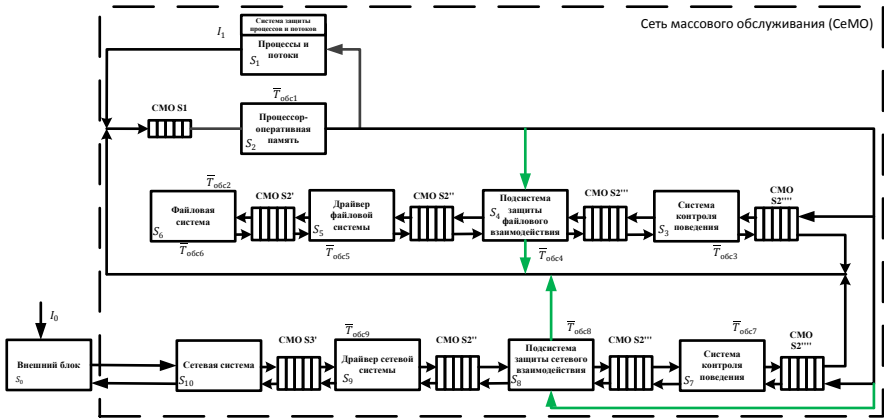 Сеть массового обслуживания (СеМО)
Система защиты
процессов и потоков
I₁
Процессы и
потоки
S₁
T̅обс1
СМО S1
Процессор-
оперативная
память
S₂
T̅обс2
Файловая
система
S₆
T̅обс6
СМО S2'
Драйвер
файловой
системы
S₅
T̅обс5
СМО S2''
Подсистема
защиты
файлового
взаимодействия
S₄
T̅обс4
СМО S2'''
Система
контроля
поведения
S₃
T̅обс3
СМО
S2''''
I₀
Внешний блок
S₀
Сетевая система
S₁₀
СМО S3'
T̅обс9
Драйвер сетевой
системы
S₉
СМО S2''
T̅обс8
Подсистема
защиты сетевого
взаимодействия
S₈
СМО S2'''
T̅обс7
Система
контроля
поведения
S₇
СМО
S2''''